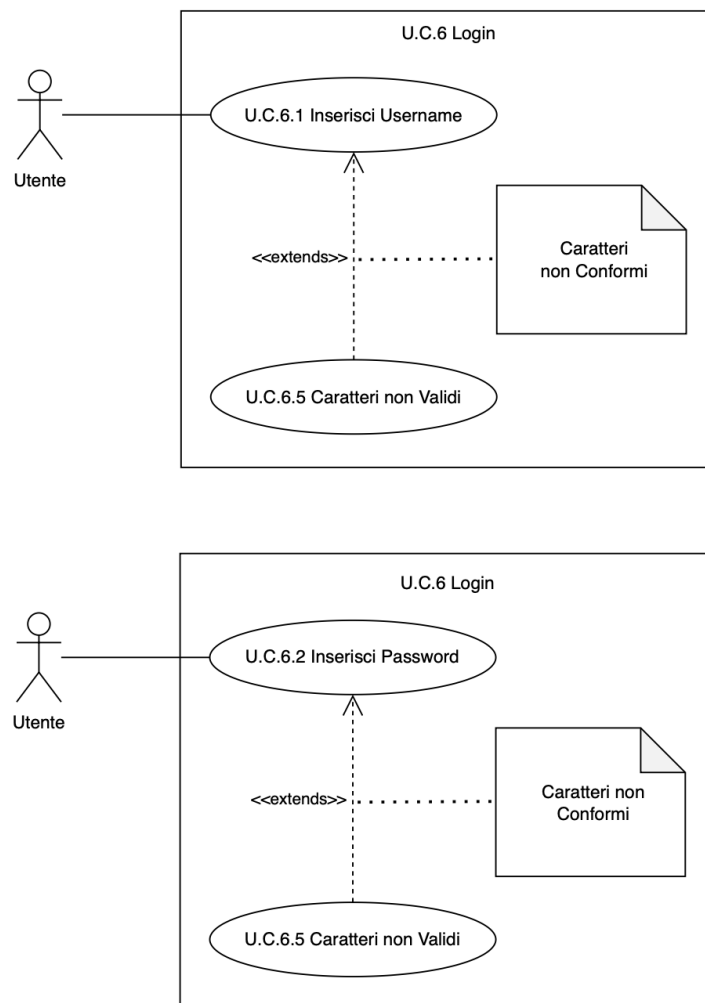 U.C.6 Login
U.C.6.1 Inserisci Username
Utente
<<extends>>
Caratteri
non Conformi
U.C.6.5 Caratteri non Validi
U.C.6 Login
U.C.6.2 Inserisci Password
Utente
<<extends>>
Caratteri non
Conformi
U.C.6.5 Caratteri non Validi